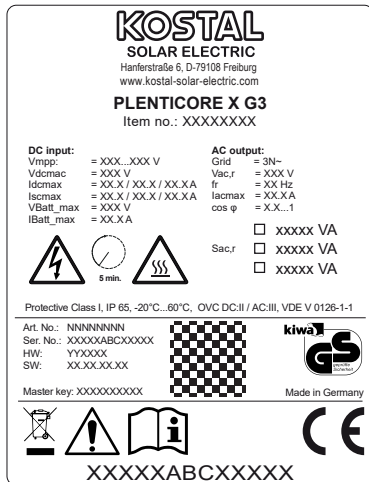 KOSTAL
SOLAR ELECTRIC
Hanferstraße 6, D-79108 Freiburg
www.kostal-solar-electric.com
PLENTICORE X G3
Item no.: XXXXXXXX
DC input:
Vmpp: = XXX...XXX V
Vdcmax = XXX V
Idcmax = XX.X / XX.X / XX.X A
Iscmax = XX.X / XX.X / XX.X A
VBatt_max = XXX V
IBatt_max = XX.X A
AC output:
Grid = 3N~
Vac,r = XXX V
fr = XX Hz
Iacmax = XX.XA
cos φ = X.X...1
xxxxx VA
Sac,r xxxxx VA
xxxxx VA
5 min.
Protective Class I, IP 65, -20°C...60°C, OVC DC:II / AC:III, VDE V 0126-1-1
Art. No.: NNNNNNNN
Ser. No.: XXXXXABCXXXXX
HW: YYXXXX
SW: XX.XX.XX.XX
Master key: XXXXXXXXXX
kiwa
GS
geprüfte
Sicherheit
Made in Germany
i
CE
XXXXXABCXXXXX